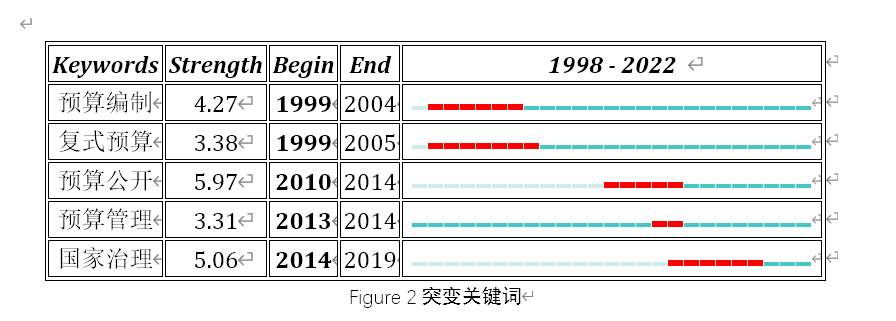 Keywords Strength Begin End 1998 - 2022
预算编制 4.27 1999 2004
复式预算 3.38 1999 2005
预算公开 5.97 2010 2014
预算管理 3.31 2013 2014
国家治理 5.06 2014 2019
Figure 2 突变关键词